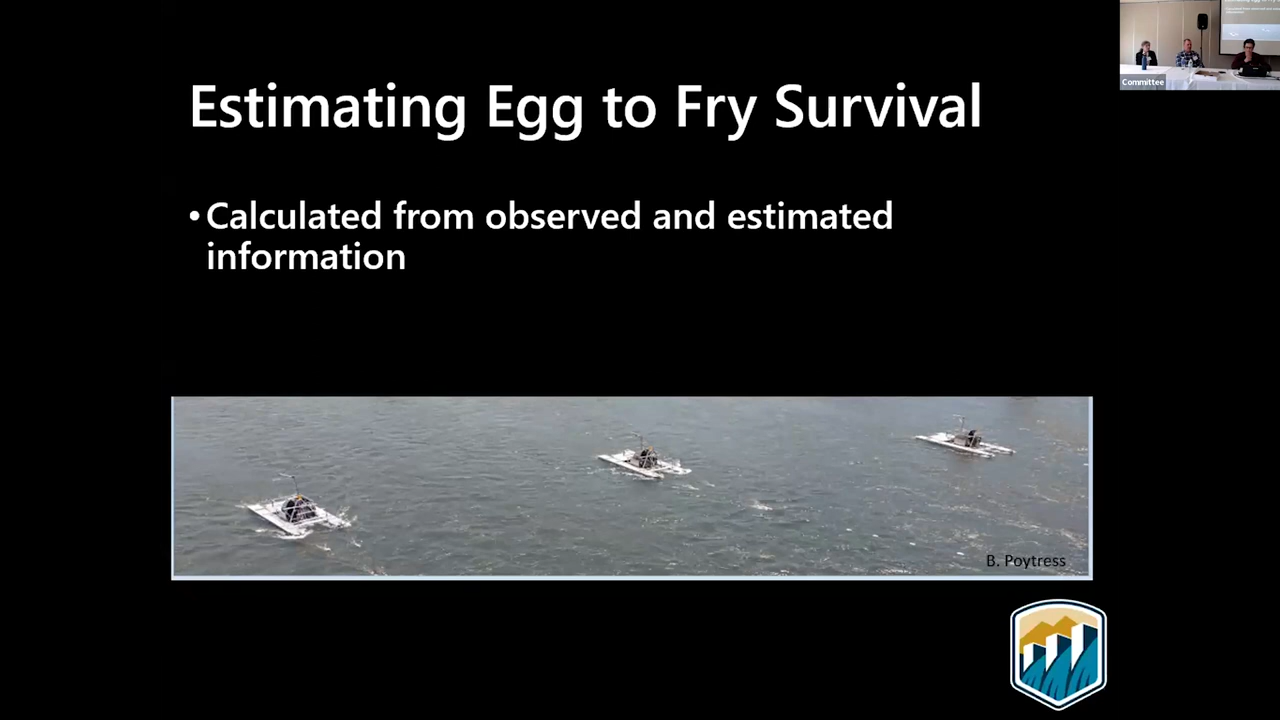 Estimating Egg to Fry Survival
• Calculated from observed and estimated
information
B. Poytress
Committee